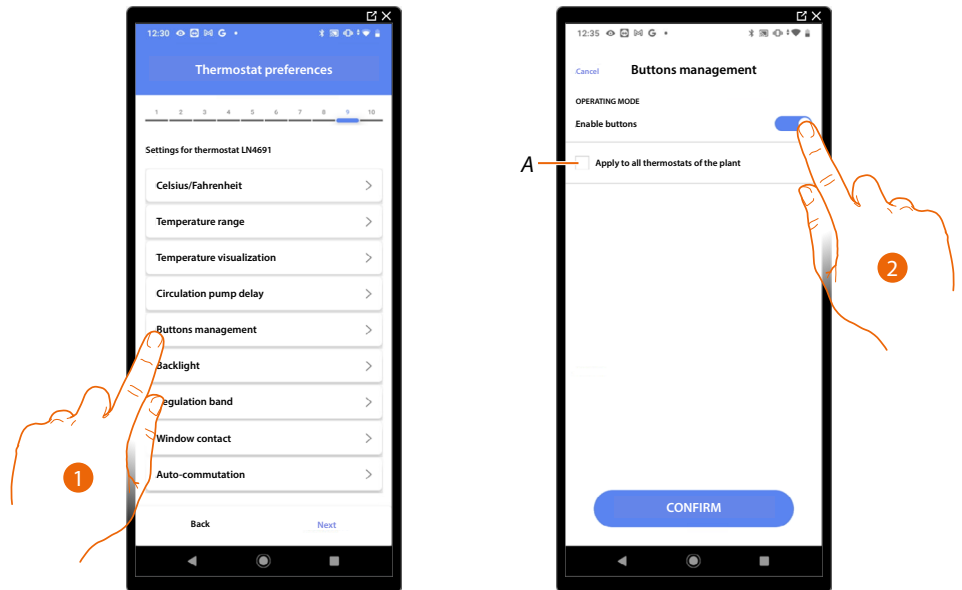 12:30 G
Thermostat preferences
1 2 3 4 5 6 7 8 9 10
Settings for thermostat LN4691
Celsius/Fahrenheit
Temperature range
Temperature visualization
Circulation pump delay
Buttons management
Backlight
egulation band
Window contact
Auto-commutation
Back Next
1
12:35 G
Cancel Buttons management
OPERATING MODE
Enable buttons
A
Apply to all thermostats of the plant
2
CONFIRM